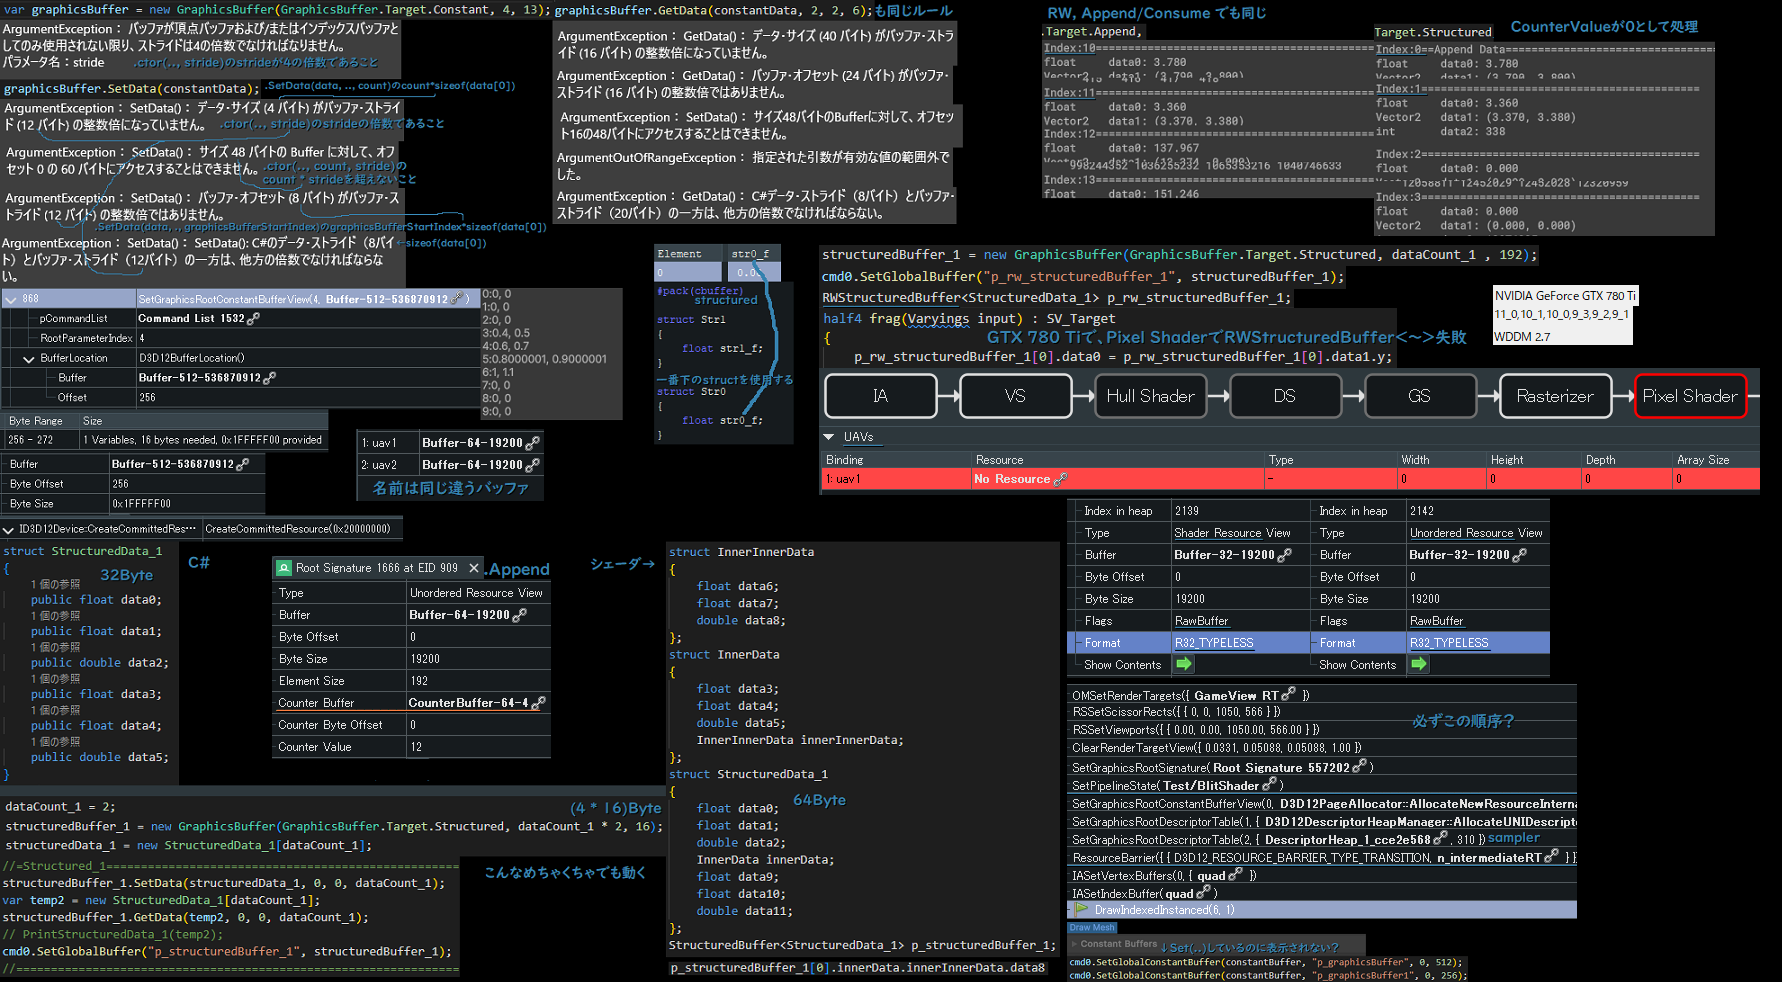 var graphicsBuffer = new GraphicsBuffer(GraphicsBuffer.Target.Constant, 4, 13);
ArgumentException： バッファが頂点バッファおよび/またはインデックスバッファと
してのみ使用されない限り、ストライドは4の倍数でなければなりません。
パラメータ名：stride
.ctor(.., stride)のstrideが4の倍数であること
graphicsBuffer.SetData(constantData);
.SetData(data, .., count)のcount*sizeof(data[0])
ArgumentException： SetData()： データ・サイズ (4 バイト) がバッファ・ストライ
ド (12 バイト) の整数倍になっていません。
.ctor(.., stride)のstrideの倍数であること
ArgumentException： SetData()： サイズ 48 バイトの Buffer に対して、オフ
セット 0 の 60 バイトにアクセスすることはできません。
.ctor(.., count, stride)の
count * strideを超えないこと
ArgumentException： SetData()： バッファ・オフセット (8 バイト) がバッファ・ス
トライド (12 バイト) の整数倍ではありません。
.SetData(data, .., graphicsBufferStartIndex)のgraphicsBufferStartIndex*sizeof(data[0])
ArgumentException： SetData()： SetData(): C#のデータ・ストライド（8バイ
ト）とバッファ・ストライド（12バイト）の一方は、他方の倍数でなければならな
い。
←sizeof(data[0])
graphicsBuffer.GetData(constantData, 2, 2, 6);
も同じルール
ArgumentException： GetData()： データ・サイズ (40 バイト) がバッファ・ストラ
イド (16 バイト) の整数倍になっていません。
ArgumentException： GetData()： バッファ・オフセット (24 バイト) がバッファ・
ストライド (16 バイト) の整数倍ではありません。
ArgumentException： SetData()： サイズ48バイトのBufferに対して、オフセッ
ト16の48バイトにアクセスすることはできません。
ArgumentOutOfRangeException： 指定された引数が有効な値の範囲外で
した。
ArgumentException： GetData()： C#データ・ストライド（8バイト）とバッファ・
ストライド（20バイト）の一方は、他方の倍数でなければならない。
RW, Append/Consume でも同じ
.Target.Append,
Index:10
float data0: 3.780
Index:11
float data0: 3.360
Vector2 data1: (3.370, 3.380)
Index:12
float data0: 137.967
Index:13
float data0: 151.246
Target.Structured
CounterValueが0として処理
Index:0==Append Data
float data0: 3.780
Vector2 data1: (3.790, 3.800)
Index:1
float data0: 3.360
Vector2 data1: (3.370, 3.380)
int data2: 338
Index:2
float data0: 0.000
Index:3
float data0: 0.000
Vector2 data1: (0.000, 0.000)
868 SetGraphicsRootConstantBufferView(4, Buffer-512-536870912 )
pCommandList Command List 1532
RootParameterIndex 4
BufferLocation D3D12BufferLocation()
Buffer Buffer-512-536870912
Offset 256
0:0, 0
1:0, 0
2:0, 0
3:0.4, 0.5
4:0.6, 0.7
5:0.8000001, 0.9000001
6:1, 1.1
7:0, 0
8:0, 0
9:0, 0
Byte Range Size
256 - 272 1 Variables, 16 bytes needed, 0x1FFFFF00 provided
Buffer Buffer-512-536870912
Byte Offset 256
Byte Size 0x1FFFFF00
ID3D12Device::CreateCommittedRes… CreateCommittedResource(0x20000000)
1: uav1 Buffer-64-19200
2: uav2 Buffer-64-19200
名前は同じ違うバッファ
Element str0_f
0
#pack(cbuffer)
structured
struct Str1
{
float str1_f;
}
一番下のstructを使用する
struct Str0
{
float str0_f;
}
structuredBuffer_1 = new GraphicsBuffer(GraphicsBuffer.Target.Structured, dataCount_1 , 192);
cmd0.SetGlobalBuffer("p_rw_structuredBuffer_1", structuredBuffer_1);
RWStructuredBuffer<StructuredData_1> p_rw_structuredBuffer_1;
half4 frag(Varyings input) : SV_Target
{
GTX 780 Tiで、Pixel ShaderでRWStructuredBuffer<～>失敗
p_rw_structuredBuffer_1[0].data0 = p_rw_structuredBuffer_1[0].data1.y;
NVIDIA GeForce GTX 780 Ti
11_0,10_1,10_0,9_3,9_2,9_1
WDDM 2.7
IA VS Hull Shader DS GS Rasterizer Pixel Shader
UAVs
Binding Resource Type Width Height Depth Array Size
1: uav1 No Resource - 0 0 0 0
Index in heap 2139 Index in heap 2142
Type Shader Resource View Type Unordered Resource View
Buffer Buffer-32-19200 Buffer Buffer-32-19200
Byte Offset 0 Byte Offset 0
Byte Size 19200 Byte Size 19200
Flags RawBuffer Flags RawBuffer
Format R32_TYPELESS Format R32_TYPELESS
Show Contents Show Contents
struct StructuredData_1
{
32Byte
1 個の参照
public float data0;
1 個の参照
public float data1;
1 個の参照
public double data2;
1 個の参照
public float data3;
1 個の参照
public float data4;
1 個の参照
public double data5;
}
C#
Root Signature 1666 at EID 909
.Append
Type Unordered Resource View
Buffer Buffer-64-19200
Byte Offset 0
Byte Size 19200
Element Size 192
Counter Buffer CounterBuffer-64-4
Counter Byte Offset 0
Counter Value 12
シェーダ→
struct InnerInnerData
{
float data6;
float data7;
double data8;
};
struct InnerData
{
float data3;
float data4;
double data5;
InnerInnerData innerInnerData;
};
struct StructuredData_1
{
64Byte
float data0;
float data1;
double data2;
InnerData innerData;
float data9;
float data10;
double data11;
};
StructuredBuffer<StructuredData_1> p_structuredBuffer_1;
p_structuredBuffer_1[0].innerData.innerInnerData.data8
dataCount_1 = 2;
(4 * 16)Byte
structuredBuffer_1 = new GraphicsBuffer(GraphicsBuffer.Target.Structured, dataCount_1 * 2, 16);
structuredData_1 = new StructuredData_1[dataCount_1];
//=Structured_1====================================================
こんなめちゃくちゃでも動く
structuredBuffer_1.SetData(structuredData_1, 0, 0, dataCount_1);
var temp2 = new StructuredData_1[dataCount_1];
structuredBuffer_1.GetData(temp2, 0, 0, dataCount_1);
// PrintStructuredData_1(temp2);
cmd0.SetGlobalBuffer("p_structuredBuffer_1", structuredBuffer_1);
//=================================================================
OMSetRenderTargets({ GameView RT })
RSSetScissorRects({ { 0, 0, 1050, 566 } })
必ずこの順序？
RSSetViewports({ { 0.00, 0.00, 1050.00, 566.00 } })
ClearRenderTargetView({ 0.0331, 0.05088, 0.05088, 1.00 })
SetGraphicsRootSignature( Root Signature 557202 )
SetPipelineState( Test/BlitShader )
SetGraphicsRootConstantBufferView(0, D3D12PageAllocator::AllocateNewResourceInterna
SetGraphicsRootDescriptorTable(1, { D3D12DescriptorHeapManager::AllocateUNIDescripto
SetGraphicsRootDescriptorTable(2, { DescriptorHeap_1_cce2e568 , 310 })
sampler
ResourceBarrier({ { D3D12_RESOURCE_BARRIER_TYPE_TRANSITION, n_intermediateRT } }
IASetVertexBuffers(0, { quad })
IASetIndexBuffer( quad )
DrawIndexedInstanced(6, 1)
Draw Mesh
Constant Buffers
↓Set(..)しているのに表示されない？
cmd0.SetGlobalConstantBuffer(constantBuffer, "p_graphicsBuffer", 0, 512);
cmd0.SetGlobalConstantBuffer(constantBuffer, "p_graphicsBuffer1", 0, 256);